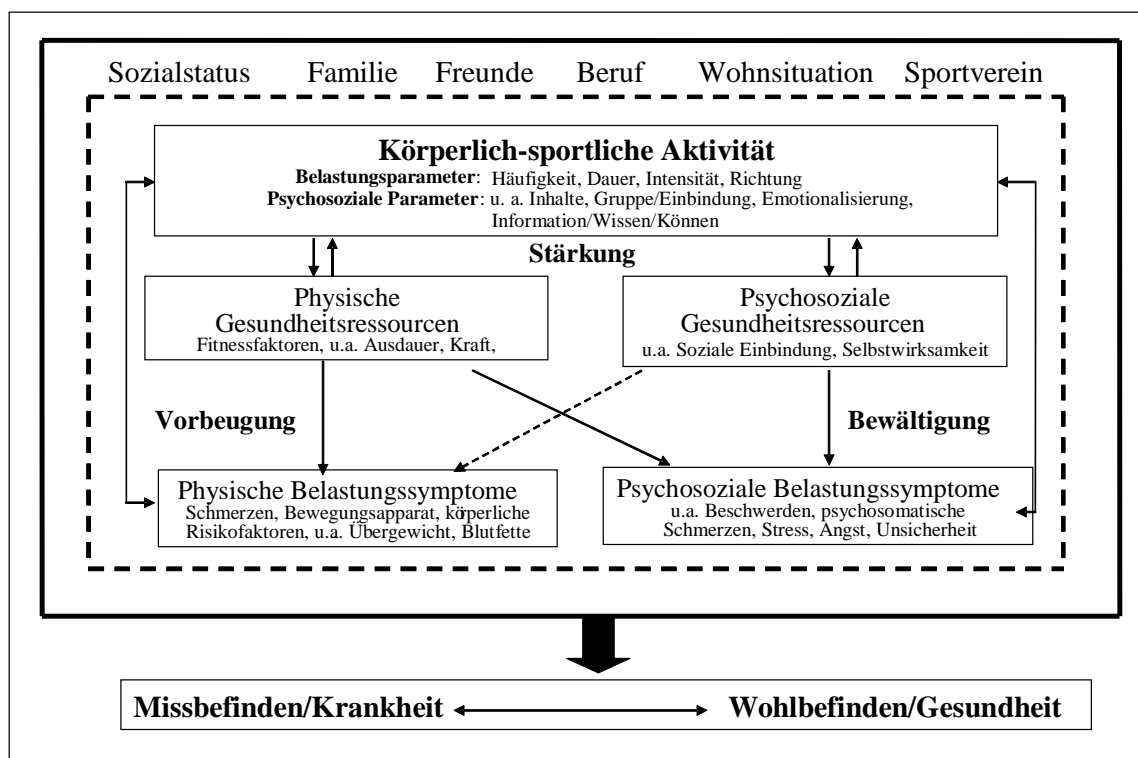 Sozialstatus Familie Freunde Beruf Wohnsituation Sportverein
Körperlich-sportliche Aktivität
Belastungsparameter: Häufigkeit, Dauer, Intensität, Richtung
Psychosoziale Parameter: u. a. Inhalte, Gruppe/Einbindung, Emotionalisierung,
Information/Wissen/Können
Stärkung
Physische
Gesundheitsressourcen
Fitnessfaktoren, u.a. Ausdauer, Kraft,
Psychosoziale
Gesundheitsressourcen
u.a. Soziale Einbindung, Selbstwirksamkeit
Vorbeugung
Bewältigung
Physische Belastungssymptome
Schmerzen, Bewegungsapparat, körperliche
Risikofaktoren, u.a. Übergewicht, Blutfette
Psychosoziale Belastungssymptome
u.a. Beschwerden, psychosomatische
Schmerzen, Stress, Angst, Unsicherheit
Missbefinden/Krankheit Wohlbefinden/Gesundheit